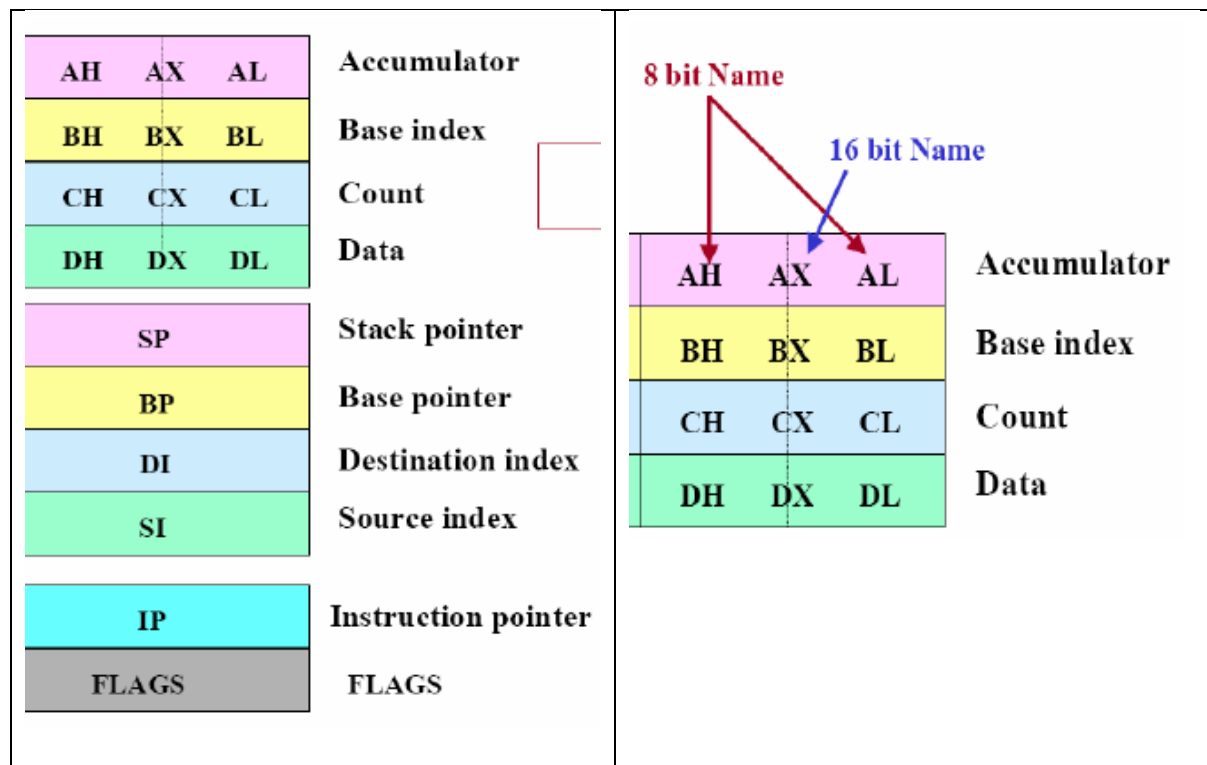 AH AX AL Accumulator
BH BX BL Base index
CH CX CL Count
DH DX DL Data
SP Stack pointer
BP Base pointer
DI Destination index
SI Source index
IP Instruction pointer
FLAGS FLAGS
8 bit Name
16 bit Name
AH AX AL Accumulator
BH BX BL Base index
CH CX CL Count
DH DX DL Data